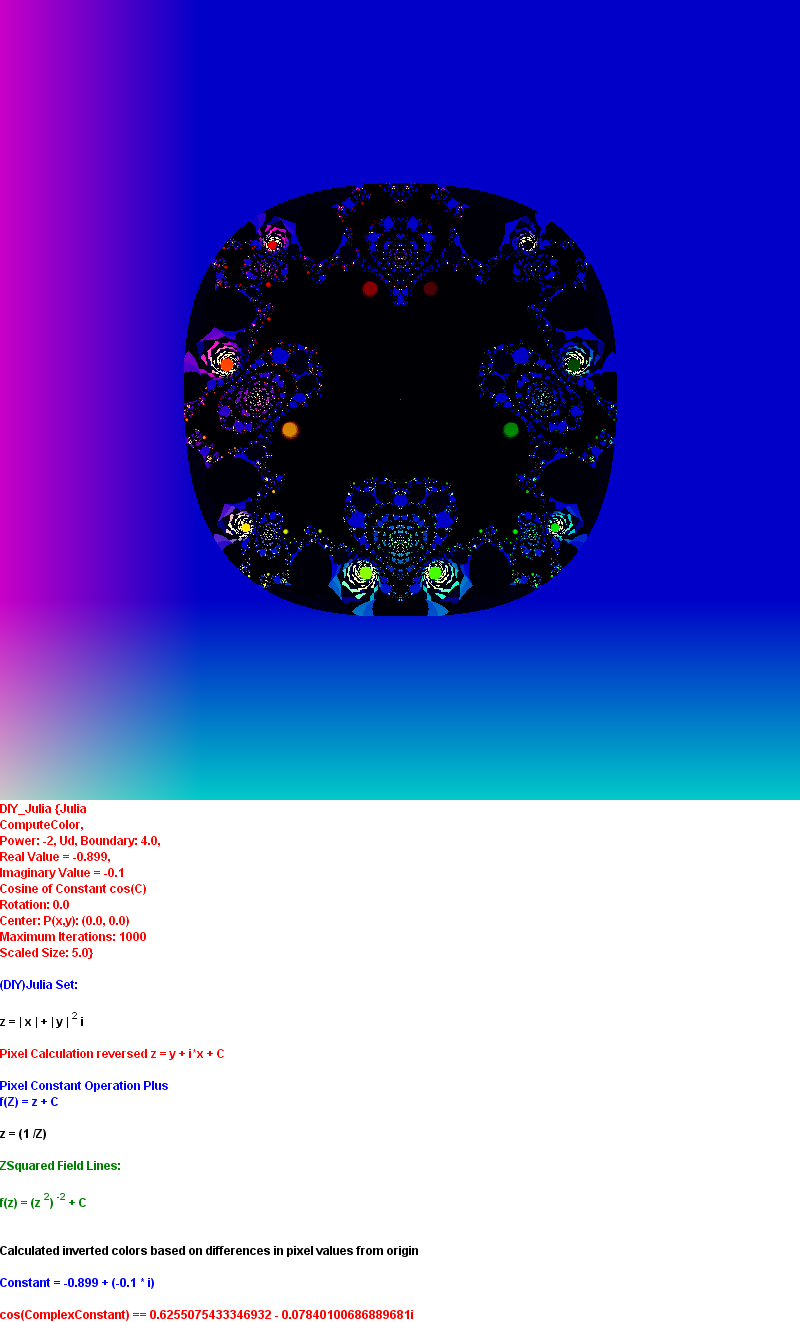 DIY_Julia {Julia
ComputeColor,
Power: -2, Ud, Boundary: 4.0,
Real Value = -0.899,
Imaginary Value = -0.1
Cosine of Constant cos(C)
Rotation: 0.0
Center: P(x,y): (0.0, 0.0)
Maximum Iterations: 1000
Scaled Size: 5.0}
(DIY)Julia Set:
z = | x | + | y | ² i
Pixel Calculation reversed z = y + i*x + C
Pixel Constant Operation Plus
f(Z) = z + C
z = (1 /Z)
ZSquared Field Lines:
f(z) = (z ²) ⁻² + C
Calculated inverted colors based on differences in pixel values from origin
Constant = -0.899 + (-0.1 * i)
cos(ComplexConstant) == 0.6255075433346932 - 0.07840100686889681i